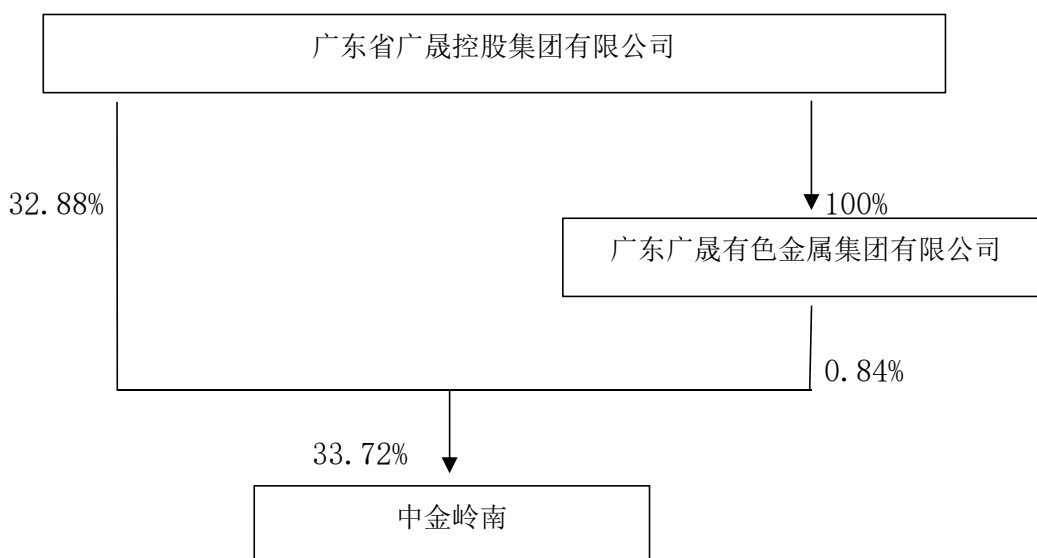 广东省广晟控股集团有限公司
32.88%
100%
广东广晟有色金属集团有限公司
0.84%
33.72%
中金岭南